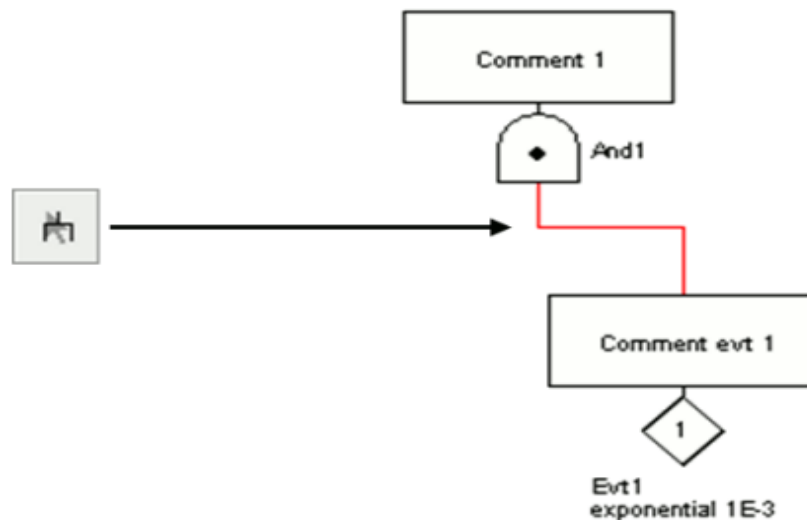 Comment 1
And1
Comment evt 1
1
Evt1
exponential 1E-3